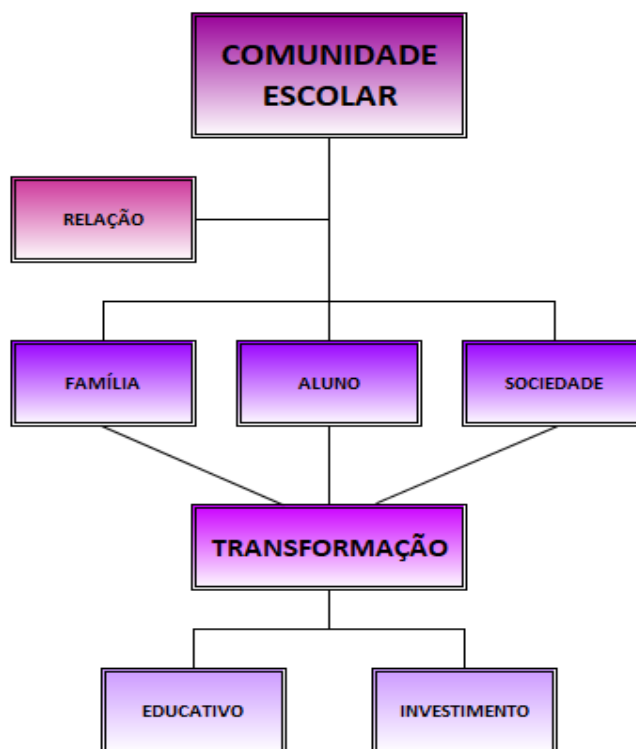 COMUNIDADE
ESCOLAR
RELAÇÃO
FAMÍLIA
ALUNO
SOCIEDADE
TRANSFORMAÇÃO
EDUCATIVO
INVESTIMENTO